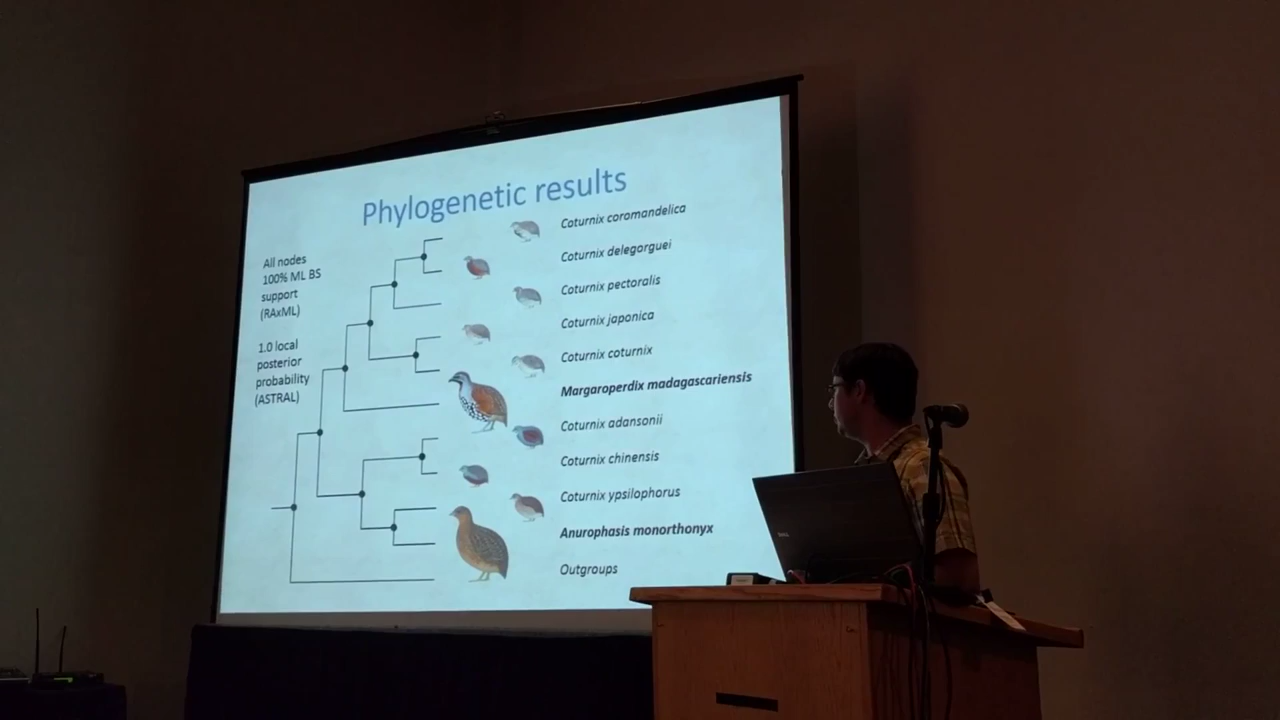 Phylogenetic results
All nodes
100% ML BS
support
(RAxML)
1.0 local
posterior
probability
(ASTRAL)
Coturnix coromandelica
Coturnix delegorguei
Coturnix pectoralis
Coturnix japonica
Coturnix coturnix
Margaroperdix madagascariensis
Coturnix adansonii
Coturnix chinensis
Coturnix ypsilophorus
Anurophasis monorthonyx
Outgroups
DELL